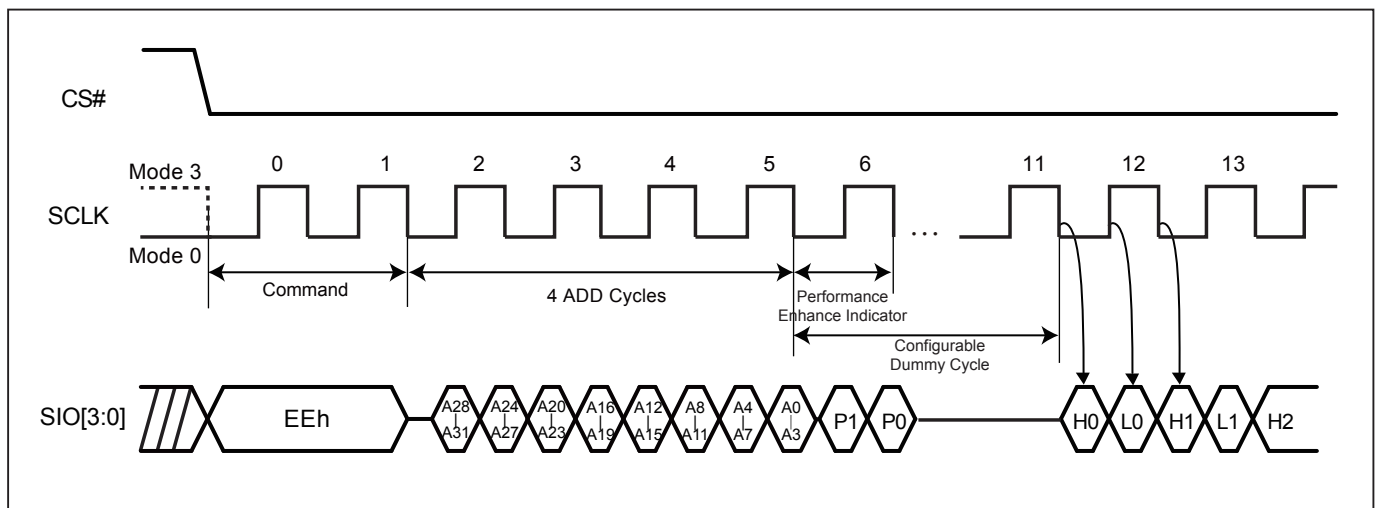 CS#
Mode 3
0 1 2 3 4 5 6 11 12 13
SCLK
...
Mode 0
Command
4 ADD Cycles
Performance
Enhance Indicator
Configurable
Dummy Cycle
SIO[3:0]
EEh
A28
|
A31
A24
|
A27
A20
|
A23
A16
|
A19
A12
|
A15
A8
|
A11
A4
|
A7
A0
|
A3
P1
P0
H0
L0
H1
L1
H2